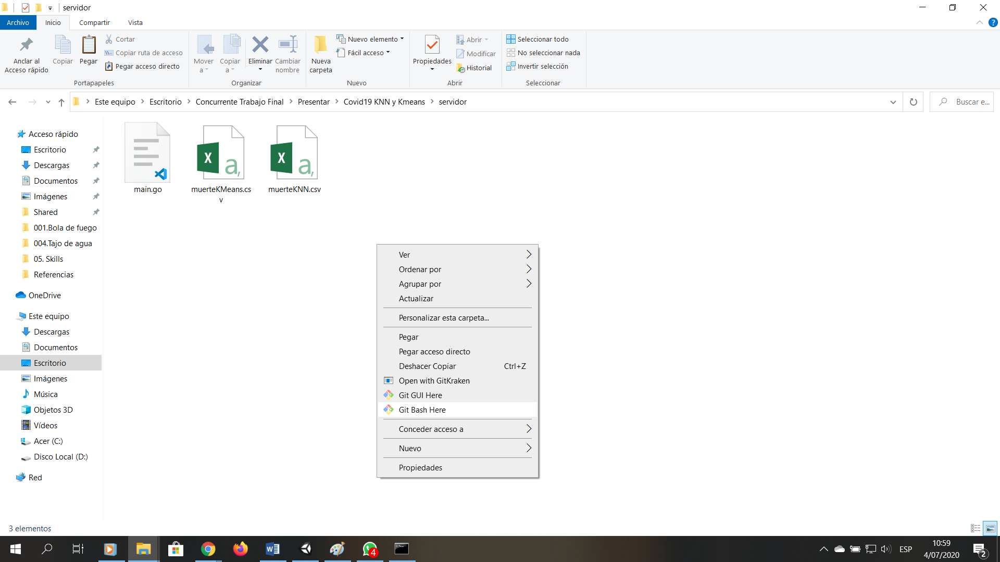 servidor
Archivo
Inicio
Compartir
Vista
Anclar al
Acceso rápido
Copiar
Pegar
Cortar
Copiar ruta de acceso
Pegar acceso directo
Portapapeles
Mover
a
Copiar
a
Eliminar
Cambiar
nombre
Organizar
Nueva
carpeta
Nuevo elemento
Fácil acceso
Nuevo
Propiedades
Abrir
Modificar
Historial
Abrir
Seleccionar todo
No seleccionar nada
Invertir selección
Seleccionar
Este equipo
Escritorio
Concurrente Trabajo Final
Presentar
Covid19 KNN y Kmeans
servidor
Buscar e...
Acceso rápido
Escritorio
Descargas
Documentos
Imágenes
Shared
001.Bola de fuego
004.Tajo de agua
05. Skills
Referencias
OneDrive
Este equipo
Descargas
Documentos
Escritorio
Imágenes
Música
Objetos 3D
Vídeos
Acer (C:)
Disco Local (D:)
Red
main.go
X
a,
muerteKMeans.cs
v
X
a,
muerteKNN.csv
Ver
Ordenar por
Agrupar por
Actualizar
Personalizar esta carpeta...
Pegar
Pegar acceso directo
Deshacer Copiar Ctrl+Z
Open with GitKraken
Git GUI Here
Git Bash Here
Conceder acceso a
Nuevo
Propiedades
3 elementos
4
ESP
10:59
4/07/2020
2